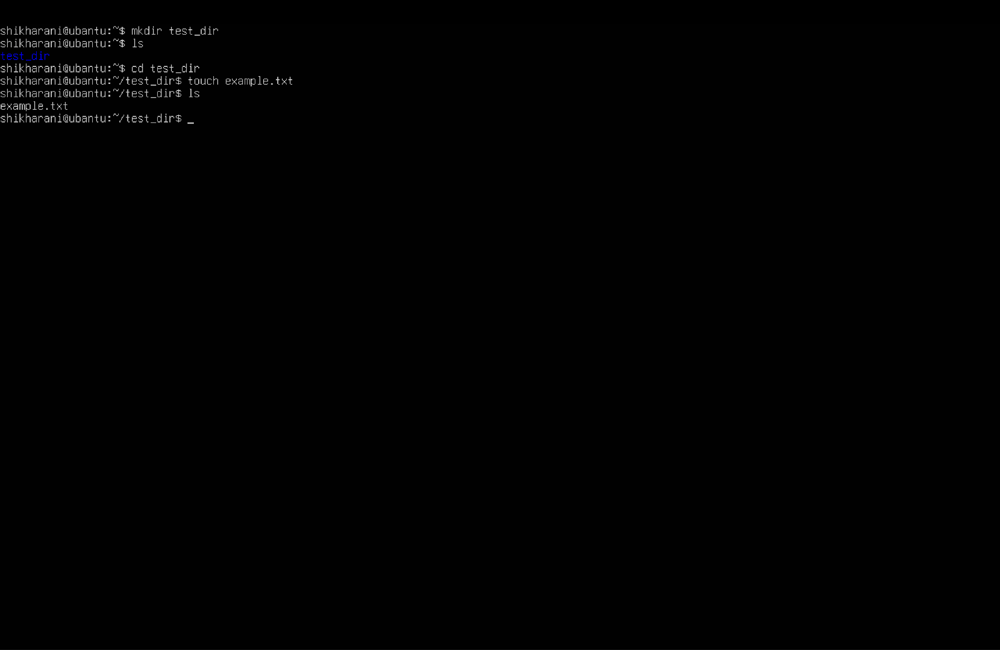 shikharani@ubantu:~$ mkdir test_dir
shikharani@ubantu:~$ ls
test_dir
shikharani@ubantu:~$ cd test_dir
shikharani@ubantu:~/test_dir$ touch example.txt
shikharani@ubantu:~/test_dir$ ls
example.txt
shikharani@ubantu:~/test_dir$ _